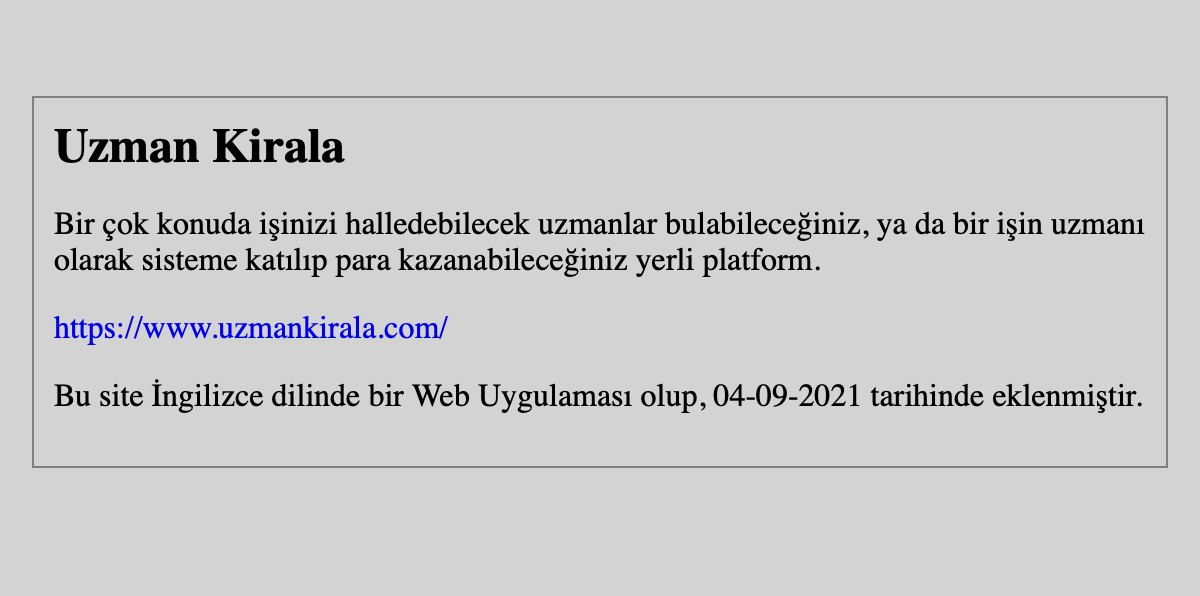 Uzman Kirala
Bir çok konuda işinizi halledebilecek uzmanlar bulabileceğiniz, ya da bir işin uzmanı
olarak sisteme katılıp para kazanabileceğiniz yerli platform.
https://www.uzmankirala.com/
Bu site İngilizce dilinde bir Web Uygulaması olup, 04-09-2021 tarihinde eklenmiştir.